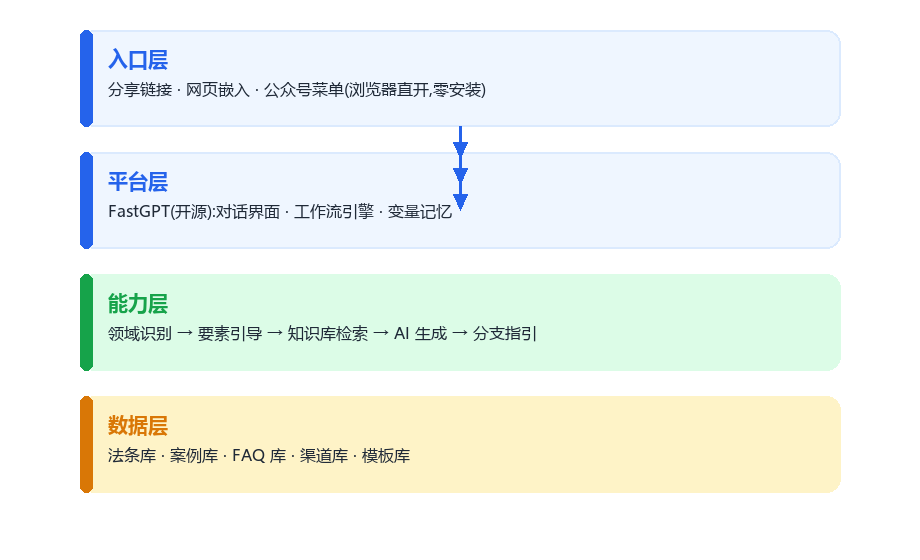 入口层
分享链接 · 网页嵌入 · 公众号菜单(浏览器直开,零安装)
平台层
FastGPT(开源):对话界面 · 工作流引擎 · 变量记忆
能力层
领域识别 → 要素引导 → 知识库检索 → AI 生成 → 分支指引
数据层
法条库 · 案例库 · FAQ 库 · 渠道库 · 模板库